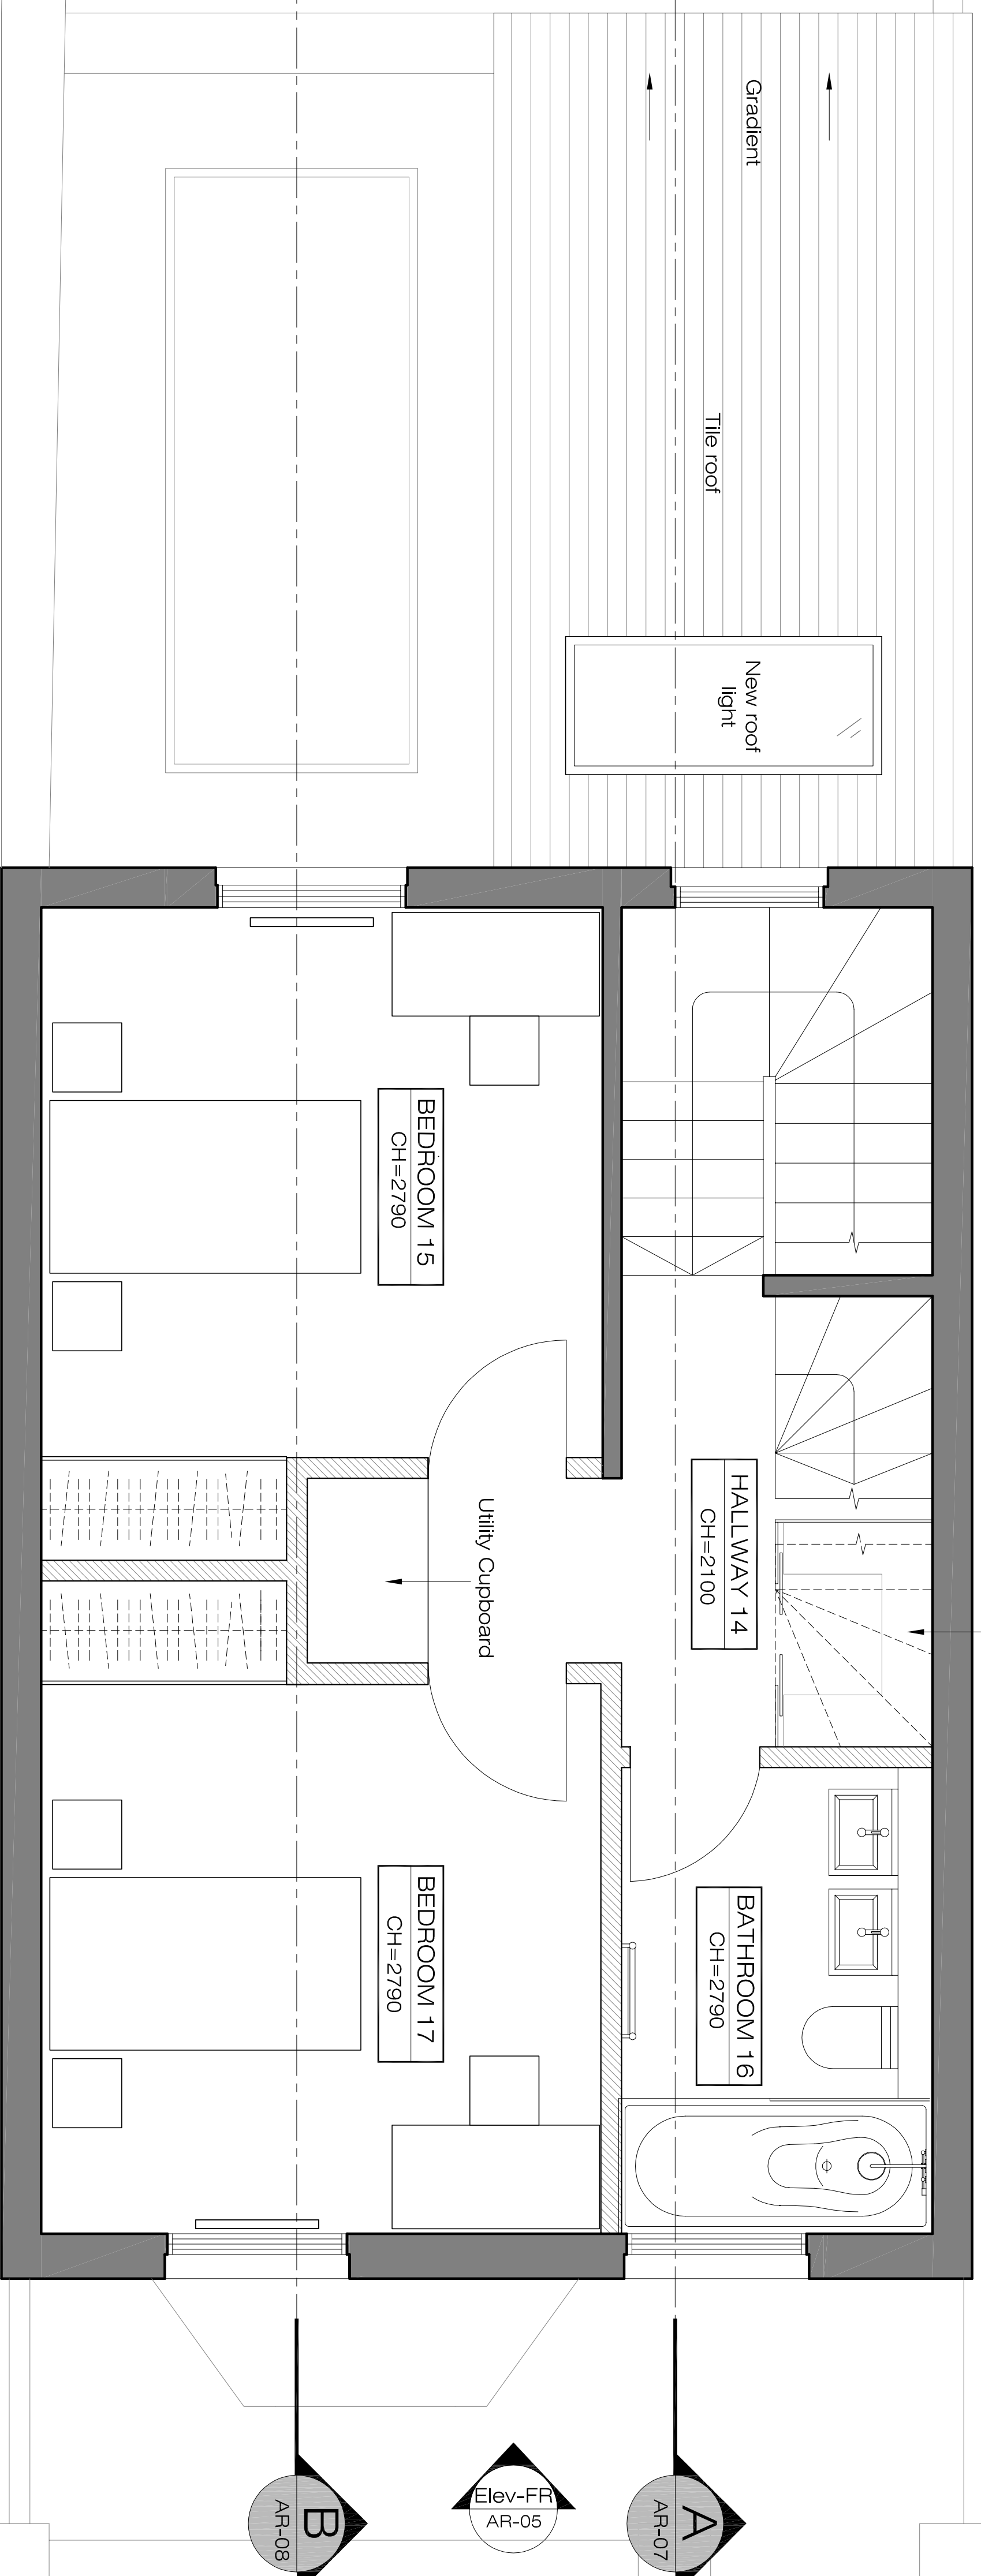 Gradient
Tile roof
New roof
light
BEDROOM 15
CH=2790
HALLWAY 14
CH=2100
Utility Cupboard
BATHROOM 16
CH=2790
BEDROOM 17
CH=2790
A
AR-07
Elev-FR
AR-05
B
AR-08